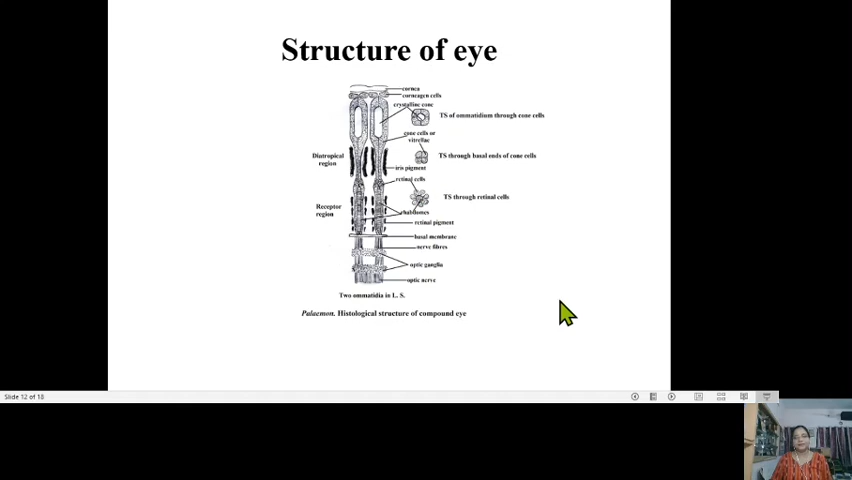 Structure of eye
cornea
corneagen cells
crystalline cone
TS of ommatidium through cone cells
cone cells or
vitrellae
Diatropical
region
TS through basal ends of cone cells
iris pigment
retinal cells
TS through retinal cells
Receptor
region
rhabdomes
retinal pigment
basal membrane
nerve fibres
optic ganglia
optic nerve
Two ommatidia in L. S.
Palaemon. Histological structure of compound eye
Slide 12 of 18